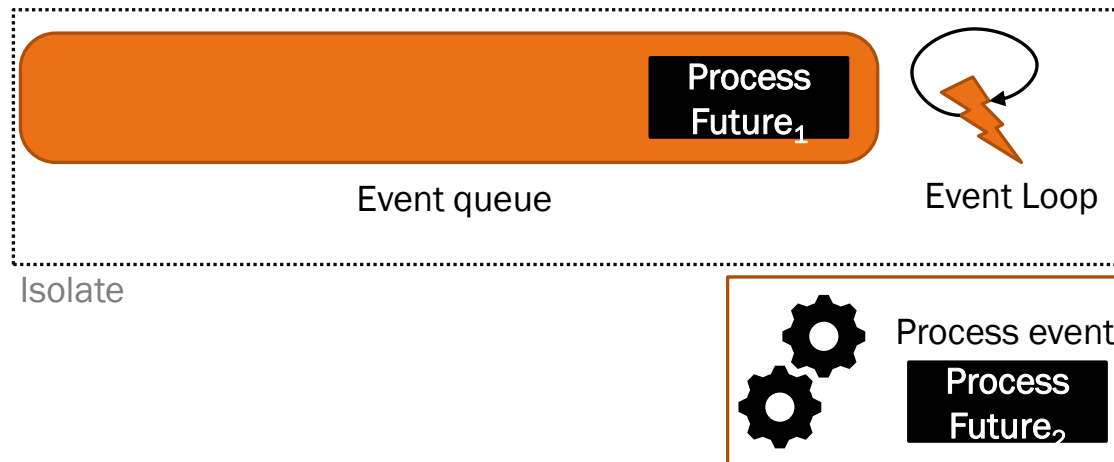 Process
Future₁
Event queue
Event Loop
Isolate
Process event
Process
Future₂